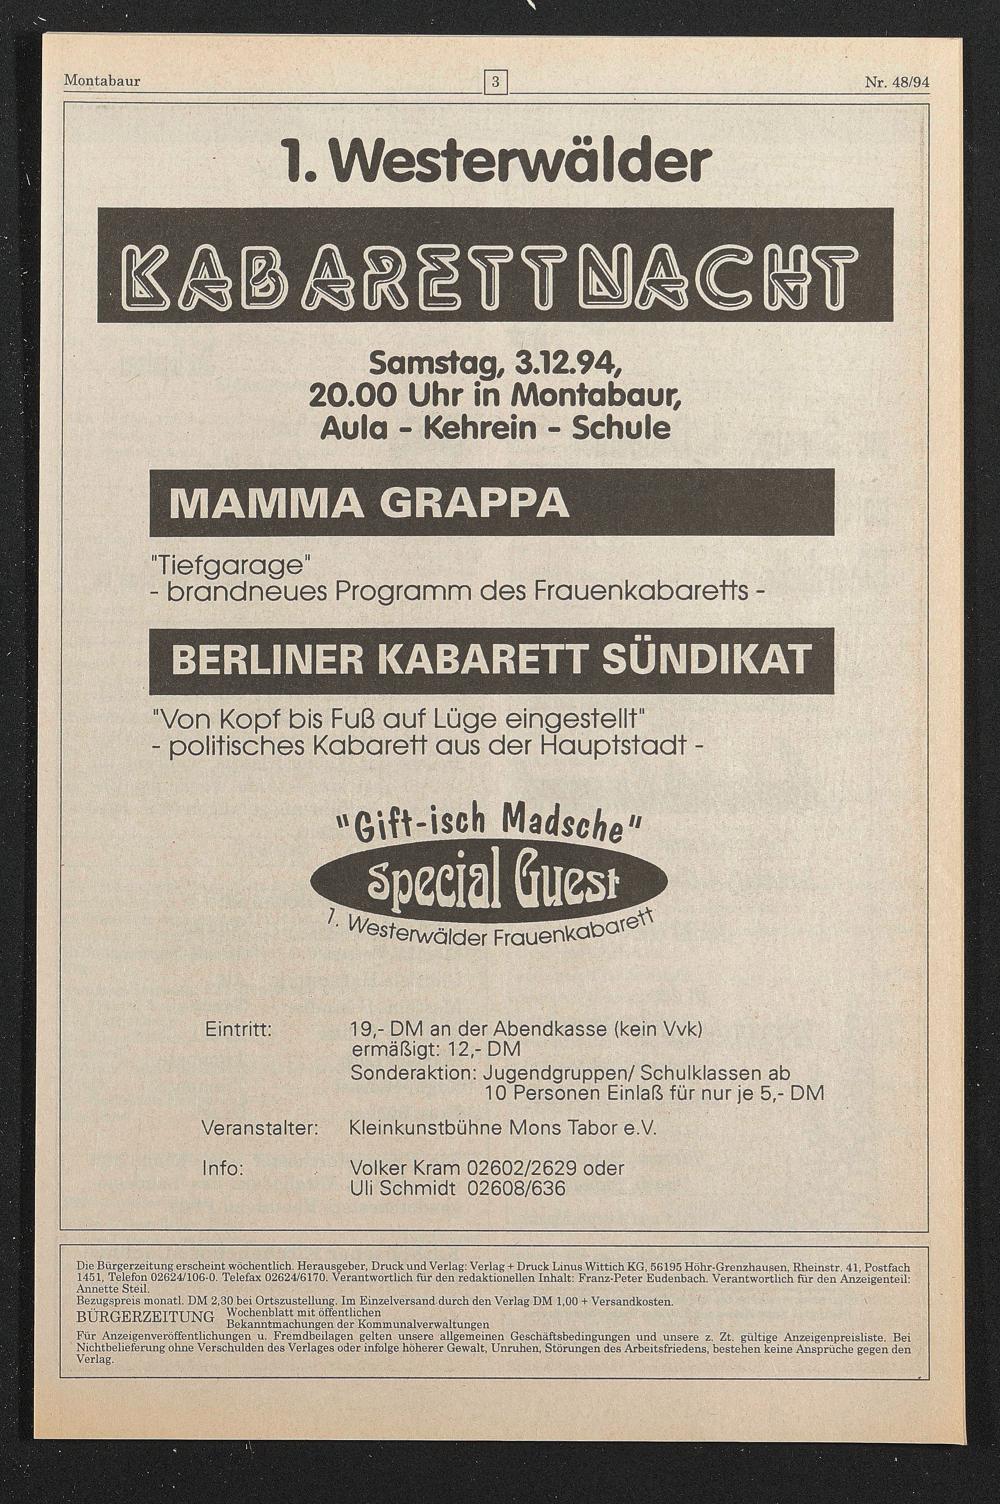 Montabaur
3
Nr. 48/94
1. Westerwälder
KABARETTNACHT
Samstag, 3.12.94,
20.00 Uhr in Montabaur,
Aula - Kehrein - Schule
MAMMA GRAPPA
"Tiefgarage"
- brandneues Programm des Frauenkabaretts -
BERLINER KABARETT SÜNDIKAT
"Von Kopf bis Fuß auf Lüge eingestellt"
- politisches Kabarett aus der Hauptstadt -
"Gift-isch Madsche"
Special Guest
1. Westerwälder Frauenkabarett
Eintritt: 19,- DM an der Abendkasse (kein Vvk)
ermäßigt: 12,- DM
Sonderaktion: Jugendgruppen/ Schulklassen ab
10 Personen Einlaß für nur je 5,- DM
Veranstalter: Kleinkunstbühne Mons Tabor e.V.
Info: Volker Kram 02602/2629 oder
Uli Schmidt 02608/636
Die Bürgerzeitung erscheint wöchentlich. Herausgeber, Druck und Verlag: Verlag + Druck Linus Wittich KG, 56195 Höhr-Grenzhausen, Rheinstr. 41, Postfach
1451, Telefon 02624/106-0. Telefax 02624/6170. Verantwortlich für den redaktionellen Inhalt: Franz-Peter Eudenbach. Verantwortlich für den Anzeigenteil:
Annette Steil.
Bezugspreis monatl. DM 2,30 bei Ortszustellung. Im Einzelversand durch den Verlag DM 1,00 + Versandkosten.
BÜRGERZEITUNG Wochenblatt mit öffentlichen
Bekanntmachungen der Kommunalverwaltungen
Für Anzeigenveröffentlichungen u. Fremdbeilagen gelten unsere allgemeinen Geschäftsbedingungen und unsere z. Zt. gültige Anzeigenpreisliste. Bei
Nichtbelieferung ohne Verschulden des Verlages oder infolge höherer Gewalt, Unruhen, Störungen des Arbeitsfriedens, bestehen keine Ansprüche gegen den
Verlag.